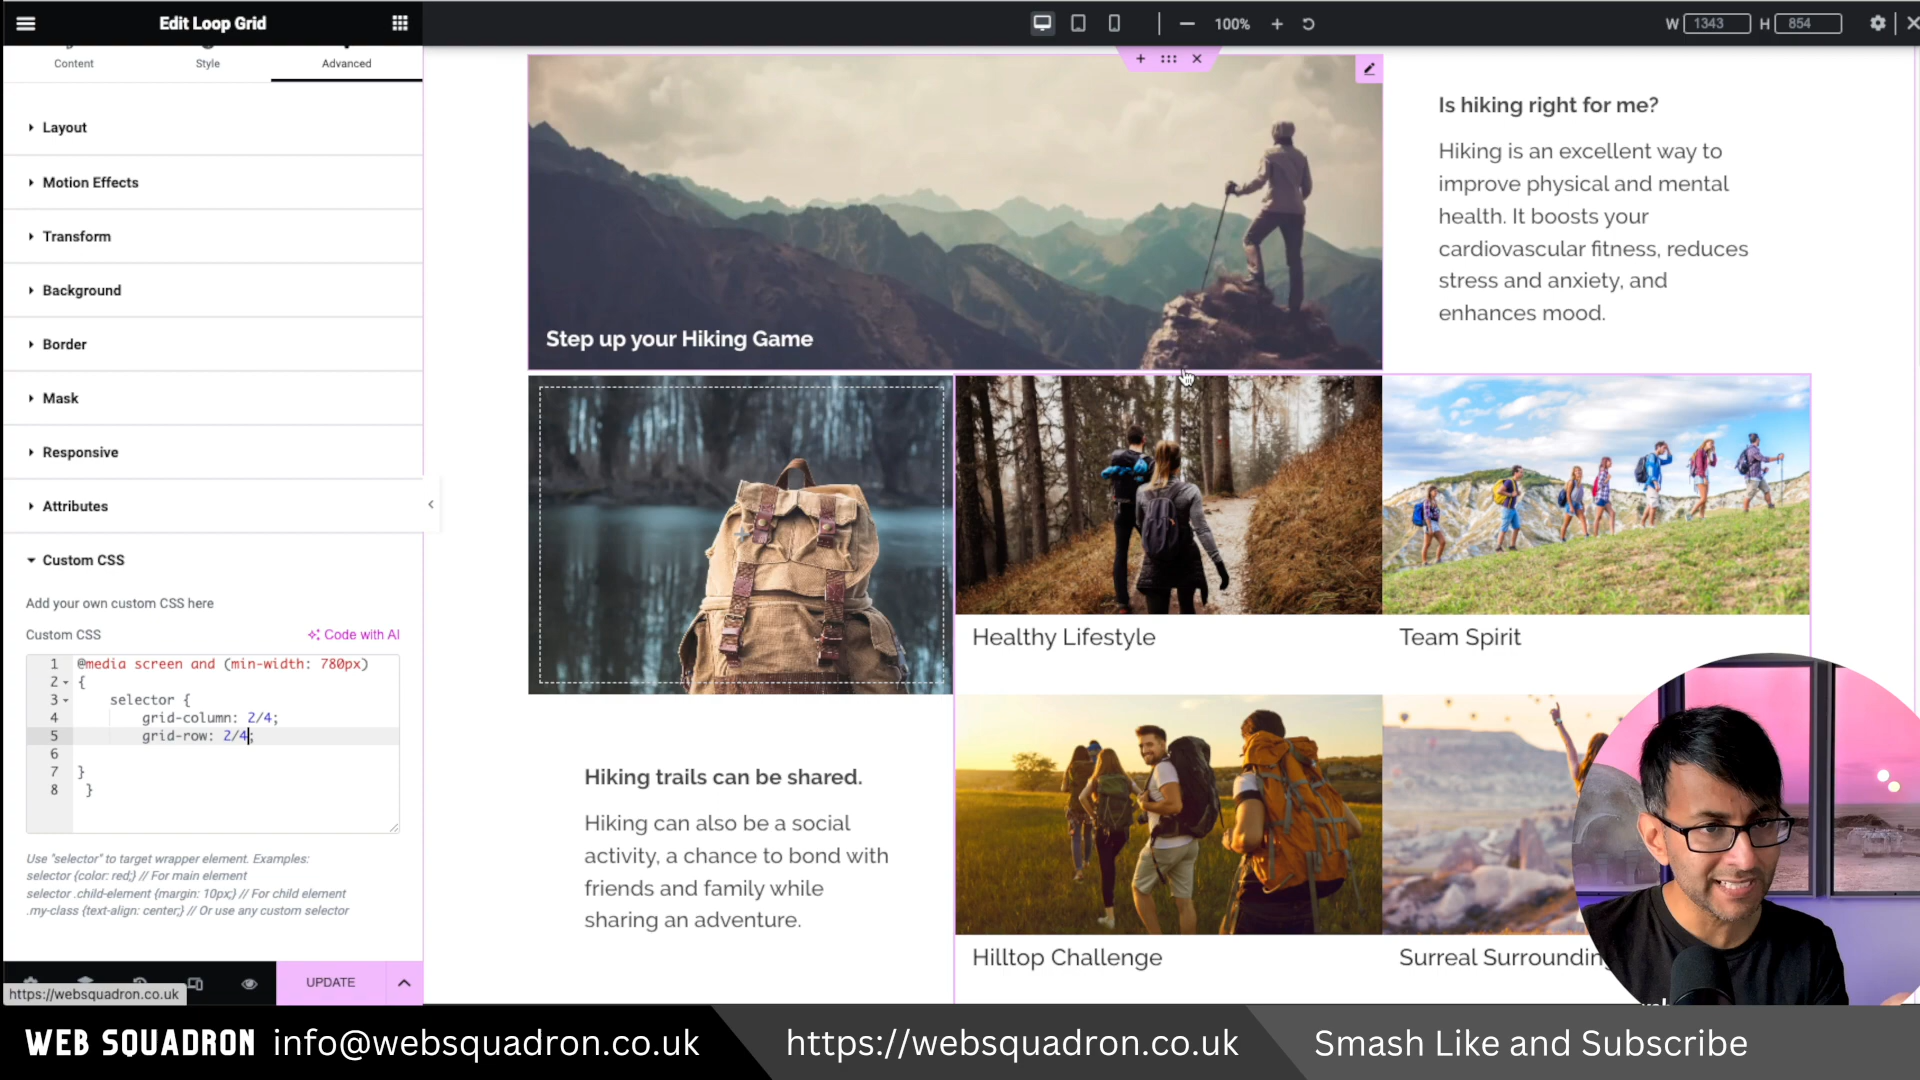 Edit Loop Grid
100%
W 1343 H 854
Content Style Advanced
Layout
Motion Effects
Transform
Background
Border
Mask
Responsive
Attributes
Custom CSS
Add your own custom CSS here
Custom CSS Code with AI
1 @media screen and (min-width: 780px)
2 {
3 selector {
4 grid-column: 2/4;
5 grid-row: 2/4;
6
7 }
8 }
Use "selector" to target wrapper element. Examples:
selector {color: red;} // For main element
selector .child-element {margin: 10px;} // For child element
.my-class {text-align: center;} // Or use any custom selector
UPDATE
https://websquadron.co.uk
Step up your Hiking Game
Is hiking right for me?
Hiking is an excellent way to
improve physical and mental
health. It boosts your
cardiovascular fitness, reduces
stress and anxiety, and
enhances mood.
Healthy Lifestyle
Team Spirit
Hiking trails can be shared.
Hiking can also be a social
activity, a chance to bond with
friends and family while
sharing an adventure.
Hilltop Challenge
Surreal Surrounding
WEB SQUADRON info@websquadron.co.uk https://websquadron.co.uk Smash Like and Subscribe